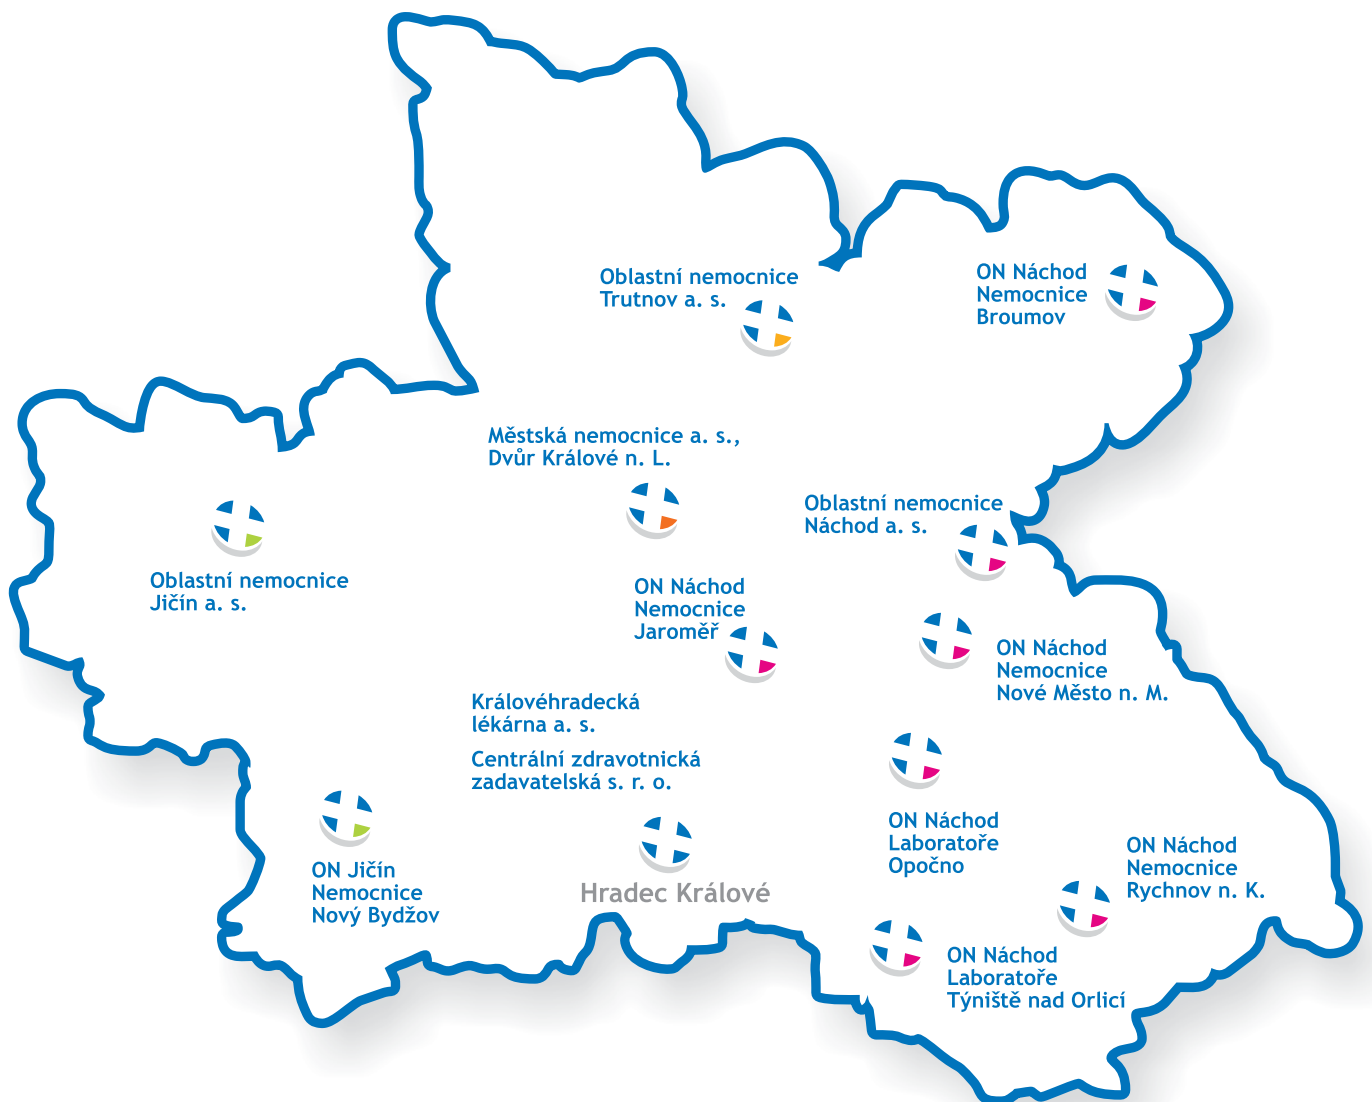 Oblastní nemocnice
Trutnov a. s.
ON Náchod
Nemocnice
Broumov
Městská nemocnice a. s.,
Dvůr Králové n. L.
Oblastní nemocnice
Náchod a. s.
Oblastní nemocnice
Jičín a. s.
ON Náchod
Nemocnice
Jaroměř
ON Náchod
Nemocnice
Nové Město n. M.
Královéhradecká
lékárna a. s.
Centrální zdravotnická
zadavatelská s. r. o.
Hradec Králové
ON Náchod
Laboratoře
Opočno
ON Náchod
Nemocnice
Rychnov n. K.
ON Jičín
Nemocnice
Nový Bydžov
ON Náchod
Laboratoře
Týniště nad Orlicí